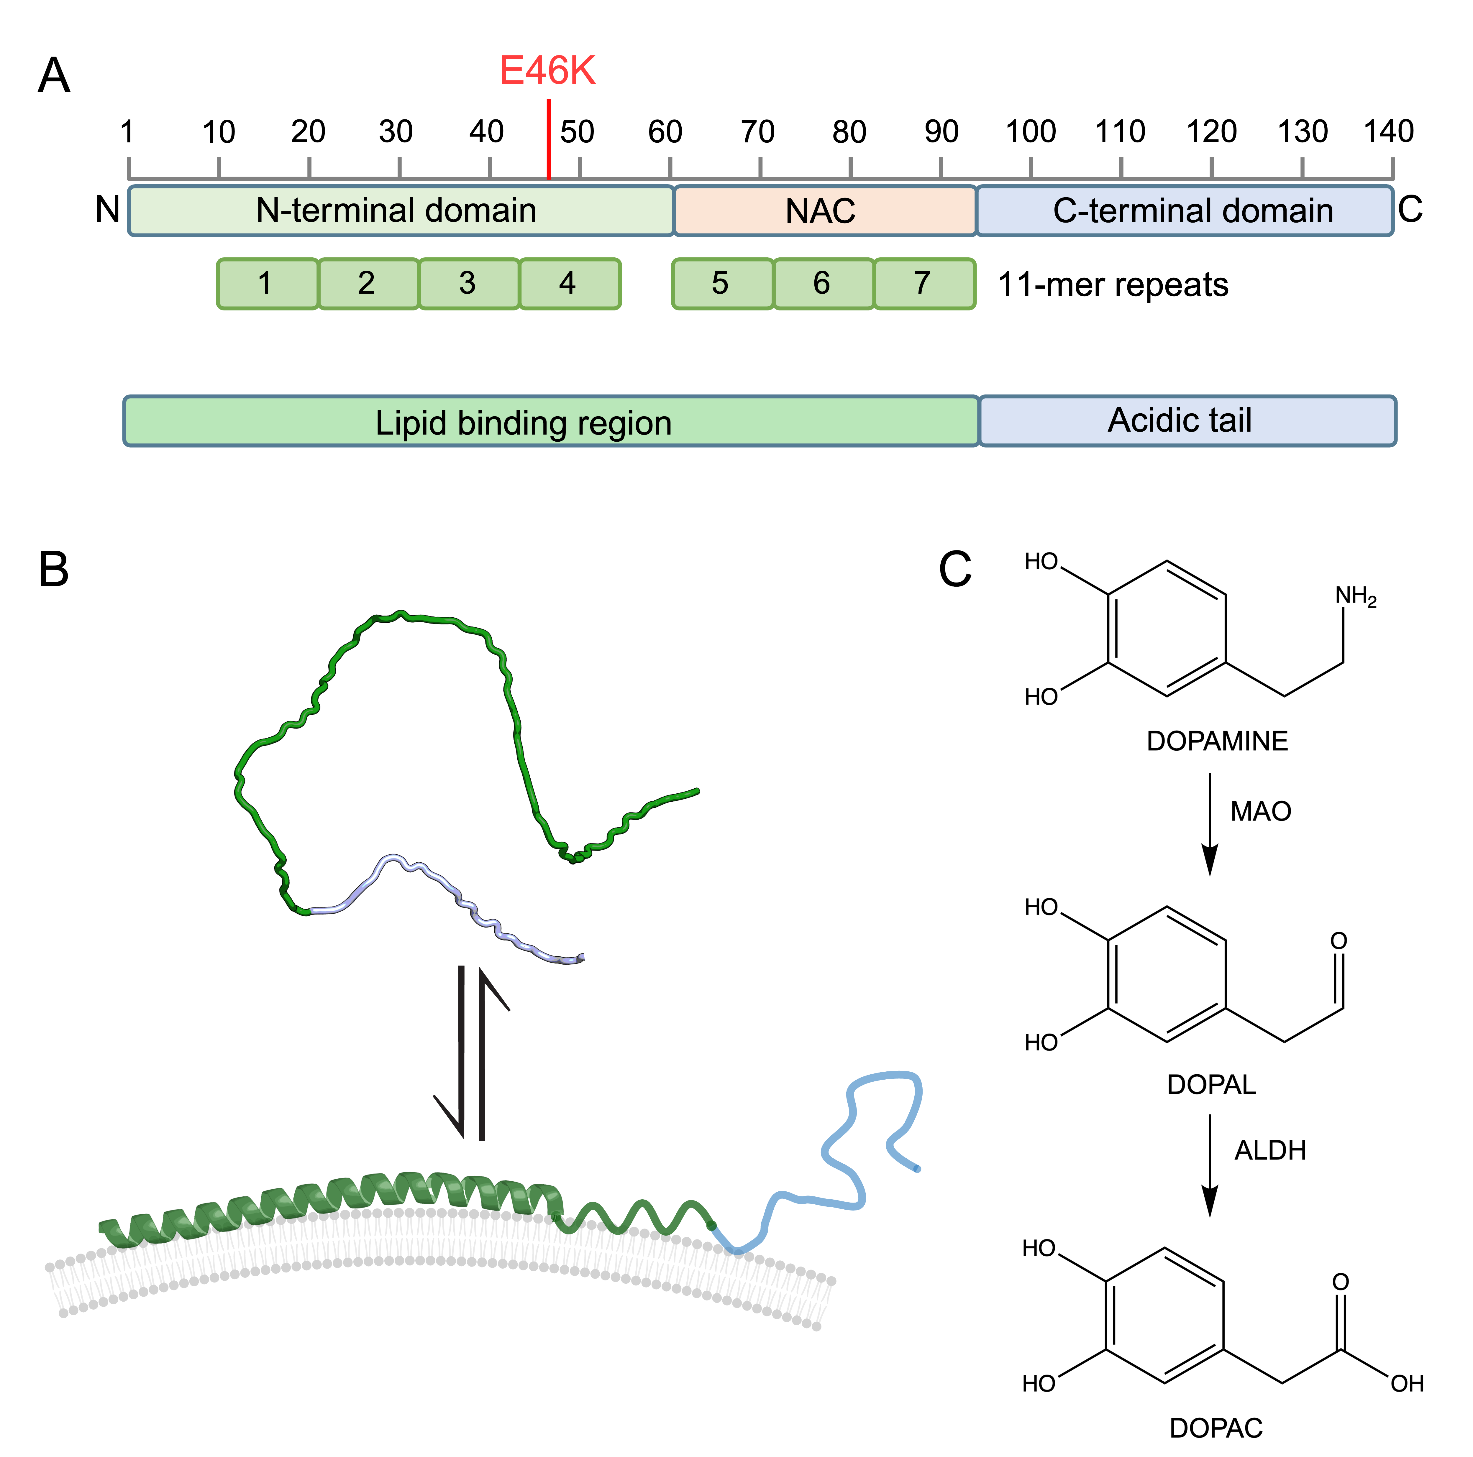 A
E46K
1 10 20 30 40 50 60 70 80 90 100 110 120 130 140
N N-terminal domain NAC C-terminal domain C
1 2 3 4 5 6 7 11-mer repeats
Lipid binding region Acidic tail
B
C
HO
NH₂
HO
DOPAMINE
MAO
HO
O
HO
DOPAL
ALDH
HO
O
HO
OH
DOPAC